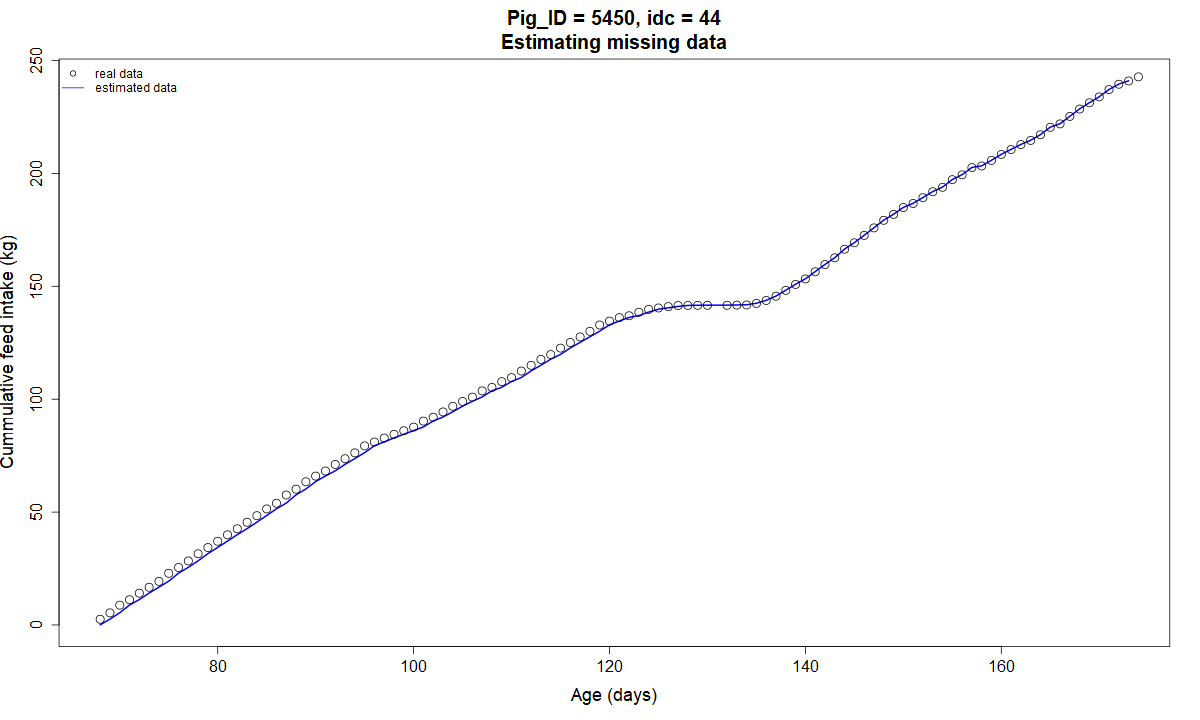 Pig_ID = 5450, idc = 44
Estimating missing data
real data
estimated data
250
200
150
100
50
0
Cummulative feed intake (kg)
80 100 120 140 160
Age (days)